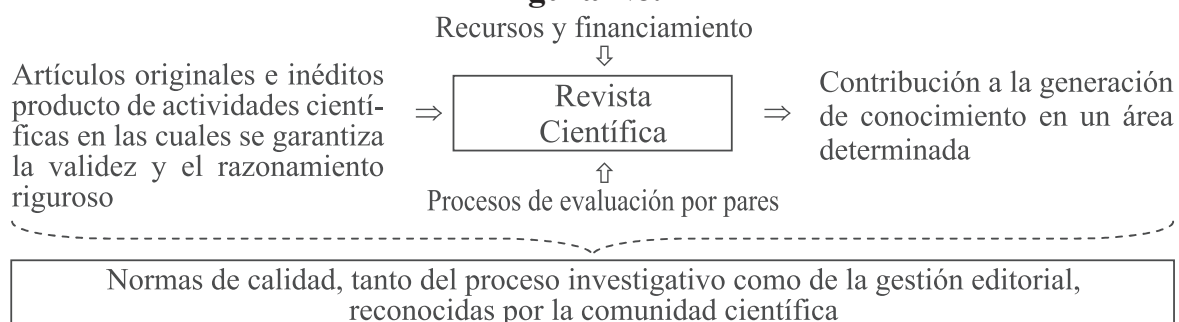 Recursos y financiamiento
Artículos originales e inéditos
producto de actividades cientí-
ficas en las cuales se garantiza
la validez y el razonamiento
riguroso
⇒
Revista
Científica
⇒
Contribución a la generación
de conocimiento en un área
determinada
Procesos de evaluación por pares
Normas de calidad, tanto del proceso investigativo como de la gestión editorial,
reconocidas por la comunidad científica